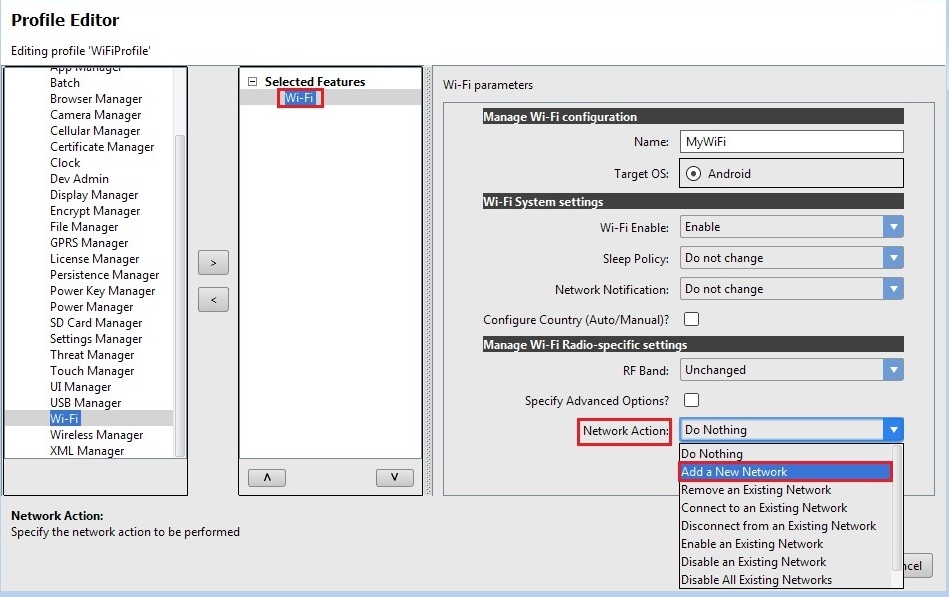 Profile Editor
Editing profile 'WiFiProfile'
App Manager
Batch
Browser Manager
Camera Manager
Cellular Manager
Certificate Manager
Clock
Dev Admin
Display Manager
Encrypt Manager
File Manager
GPRS Manager
License Manager
Persistence Manager
Power Key Manager
Power Manager
SD Card Manager
Settings Manager
Threat Manager
Touch Manager
UI Manager
USB Manager
Wi-Fi
Wireless Manager
XML Manager
>
<
Selected Features
Wi-Fi
Wi-Fi parameters
Manage Wi-Fi configuration
Name: MyWiFi
Target OS: Android
Wi-Fi System settings
Wi-Fi Enable: Enable
Sleep Policy: Do not change
Network Notification: Do not change
Configure Country (Auto/Manual)?
Manage Wi-Fi Radio-specific settings
RF Band: Unchanged
Specify Advanced Options?
Network Action: Do Nothing
Do Nothing
Add a New Network
Remove an Existing Network
Connect to an Existing Network
Disconnect from an Existing Network
Enable an Existing Network
Disable an Existing Network
Disable All Existing Networks
Network Action:
Specify the network action to be performed
ncel